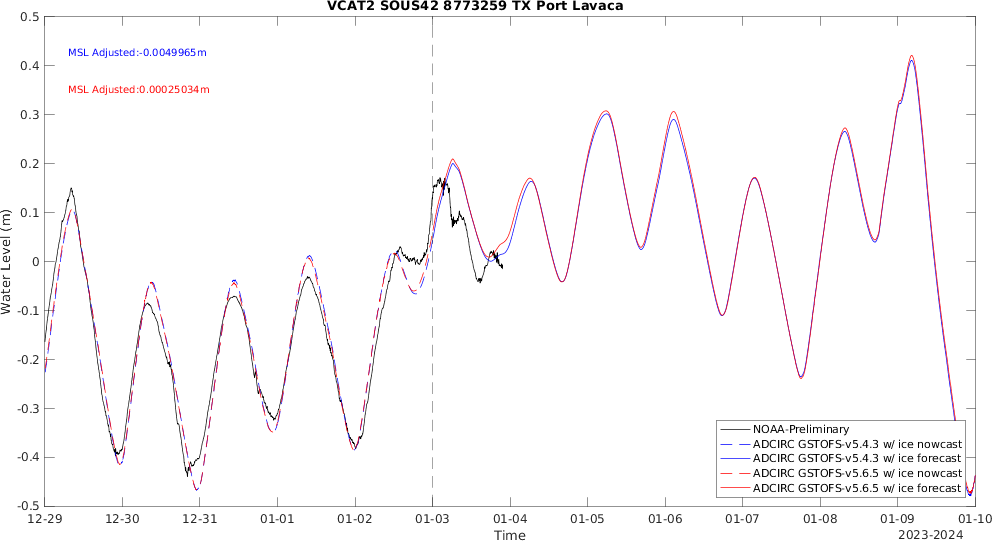 VCAT2 SOUS42 8773259 TX Port Lavaca
MSL Adjusted:-0.0049965m
MSL Adjusted:0.00025034m
Water Level (m)
0.5
0.4
0.3
0.2
0.1
0
-0.1
-0.2
-0.3
-0.4
-0.5
NOAA-Preliminary
ADCIRC GSTOFS-v5.4.3 w/ ice nowcast
ADCIRC GSTOFS-v5.4.3 w/ ice forecast
ADCIRC GSTOFS-v5.6.5 w/ ice nowcast
ADCIRC GSTOFS-v5.6.5 w/ ice forecast
12-29 12-30 12-31 01-01 01-02 01-03 01-04 01-05 01-06 01-07 01-08 01-09 01-10
Time
2023-2024